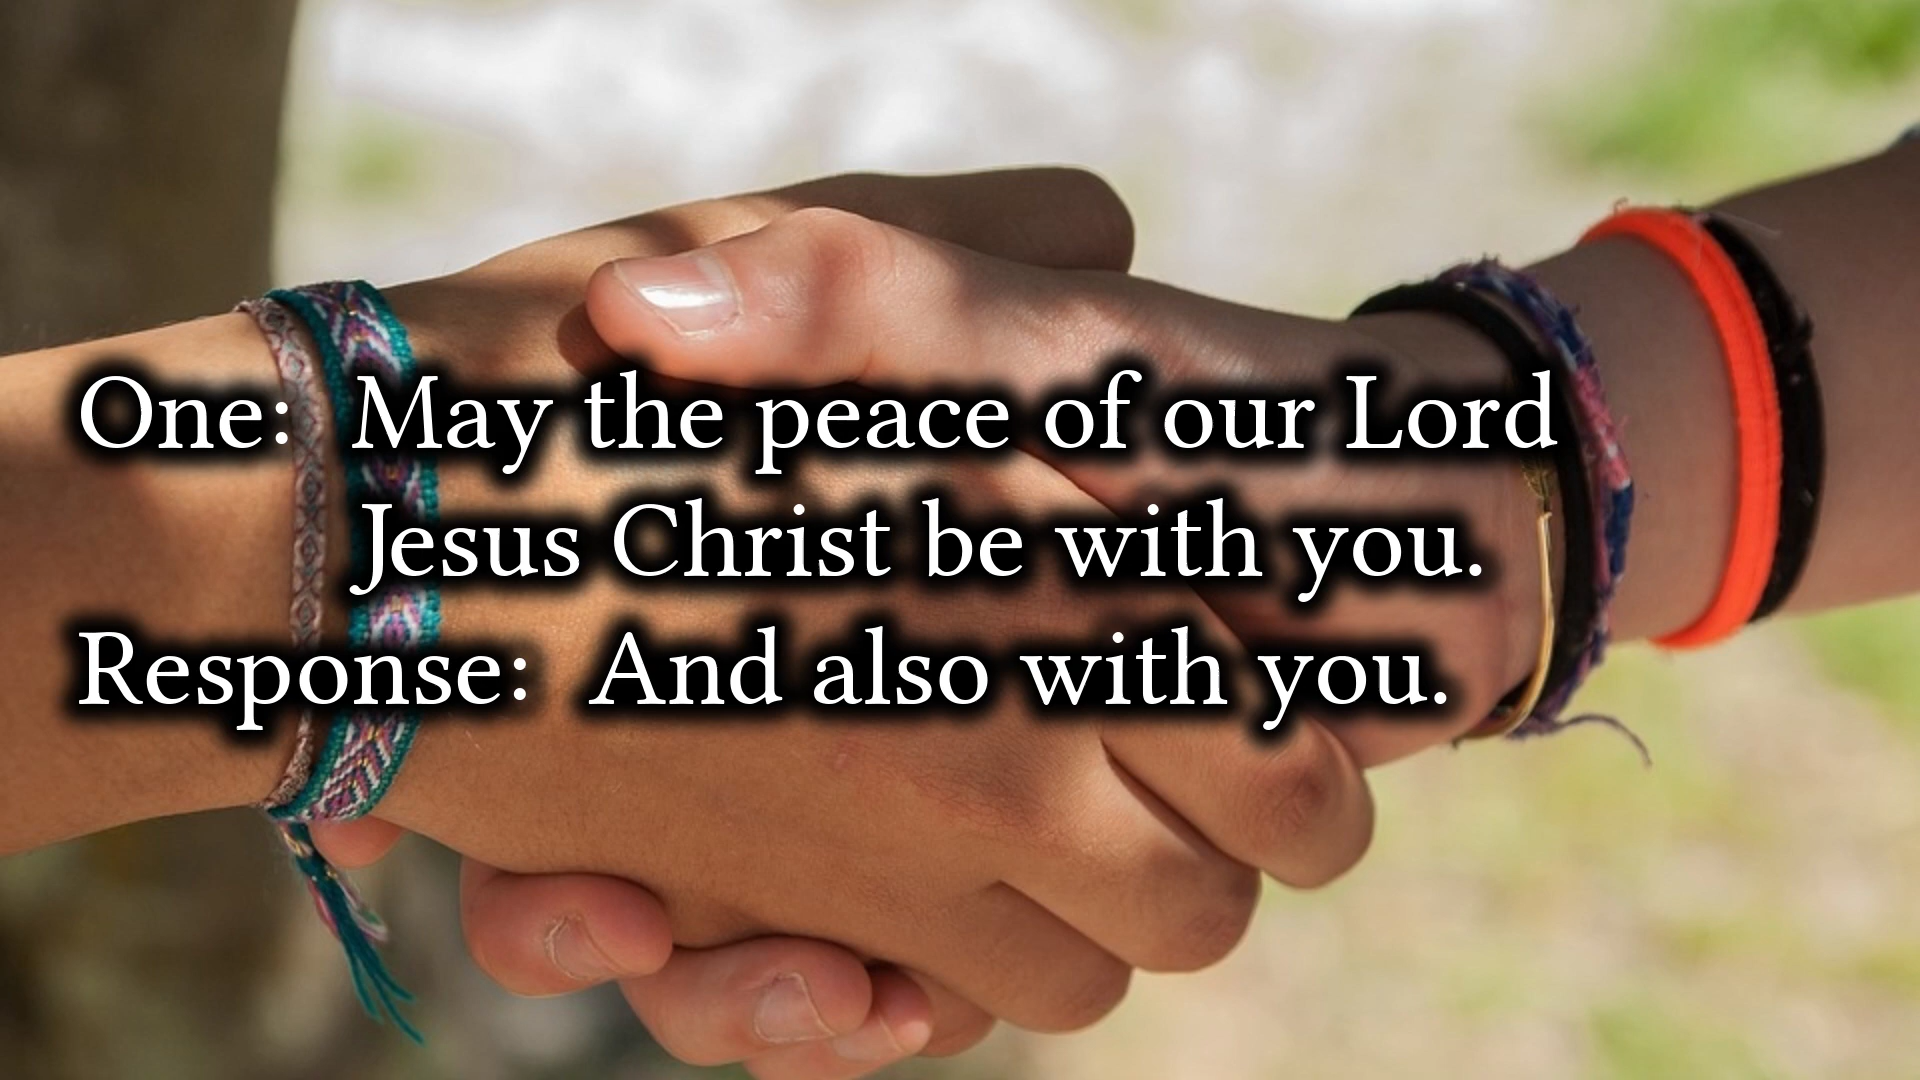 One:  May the peace of our Lord
Jesus Christ be with you.
Response:  And also with you.